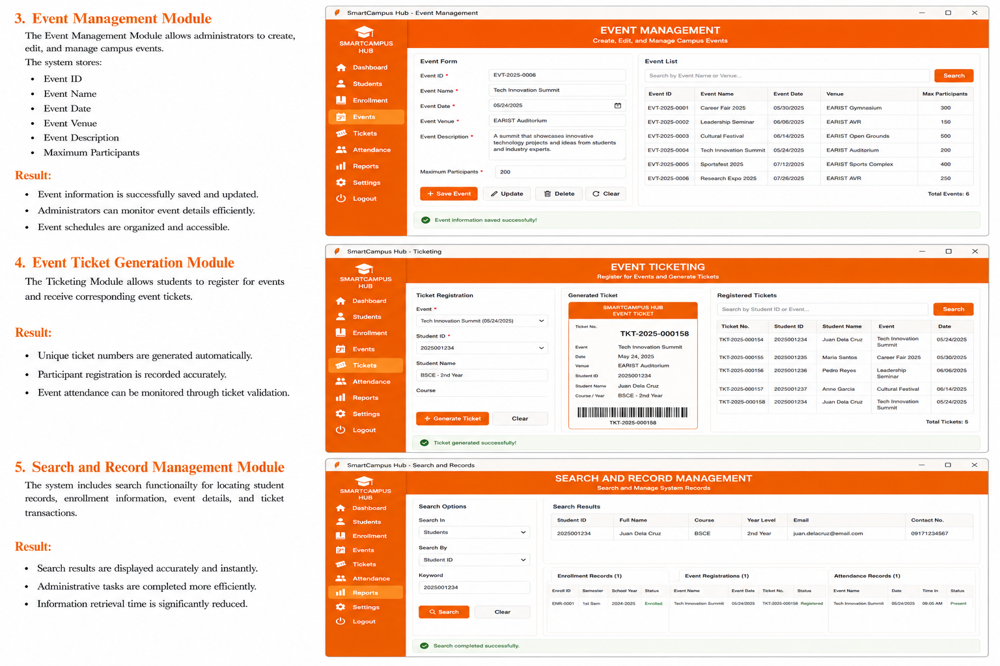 3. Event Management Module
The Event Management Module allows administrators to create,
edit, and manage campus events.
The system stores:
• Event ID
• Event Name
• Event Date
• Event Venue
• Event Description
• Maximum Participants
Result:
• Event information is successfully saved and updated.
• Administrators can monitor event details efficiently.
• Event schedules are organized and accessible.
SmartCampus Hub - Event Management
SMARTCAMPUS
HUB
Dashboard
Students
Enrollment
Events
Tickets
Attendance
Reports
Settings
Logout
EVENT MANAGEMENT
Create, Edit, and Manage Campus Events
Event Form
Event ID * EVT-2025-0006
Event Name * Tech Innovation Summit
Event Date * 05/24/2025
Event Venue * EARIST Auditorium
Event Description * A summit that showcases innovative
technology projects and ideas from students
and industry experts.
Maximum Participants * 200
+ Save Event Update Delete Clear
Event List
Search by Event Name or Venue... Search
Event ID Event Name Event Date Venue Max Participants
EVT-2025-0001 Career Fair 2025 05/30/2025 EARIST Gymnasium 300
EVT-2025-0002 Leadership Seminar 06/06/2025 EARIST AVR 150
EVT-2025-0003 Cultural Festival 06/14/2025 EARIST Open Grounds 500
EVT-2025-0004 Tech Innovation Summit 05/24/2025 EARIST Auditorium 200
EVT-2025-0005 Sportsfest 2025 07/12/2025 EARIST Sports Complex 400
EVT-2025-0006 Research Expo 2025 07/26/2025 EARIST AVR 250
Total Events: 6
Event information saved successfully!
4. Event Ticket Generation Module
The Ticketing Module allows students to register for events
and receive corresponding event tickets.
Result:
• Unique ticket numbers are generated automatically.
• Participant registration is recorded accurately.
• Event attendance can be monitored through ticket validation.
SmartCampus Hub - Ticketing
SMARTCAMPUS
HUB
Dashboard
Students
Enrollment
Events
Tickets
Attendance
Reports
Settings
Logout
EVENT TICKETING
Register for Events and Generate Tickets
Ticket Registration
Event *
Tech Innovation Summit (05/24/2025)
Student ID *
2025001234
Student Name
BSCE - 2nd Year
Course
Generate Ticket Clear
Generated Ticket
SMARTCAMPUS HUB
EVENT TICKET
Ticket No.
TKT-2025-000158
Event Tech Innovation Summit
Date May 24, 2025
Venue EARIST Auditorium
Student ID 2025001234
Student Name Juan Dela Cruz
Course / Year BSCE - 2nd Year
TKT-2025-000158
Registered Tickets
Search by Student ID or Event... Search
Ticket No. Student ID Student Name Event Date
TKT-2025-000154 2025001234 Juan Dela Cruz Tech Innovation Summit 05/24/2025
TKT-2025-000155 2025001235 Maria Santos Career Fair 2025 05/30/2025
TKT-2025-000156 2025001236 Pedro Reyes Leadership Seminar 06/06/2025
TKT-2025-000157 2025001237 Anne Garcia Cultural Festival 06/14/2025
TKT-2025-000158 2025001234 Juan Dela Cruz Tech Innovation Summit 05/24/2025
Total Tickets: 5
Ticket generated successfully!
5. Search and Record Management Module
The system includes search functionailty for locating student
records, enrollment information, event details, and ticket
transactions.
Result:
• Search results are displayed accurately and instantly.
• Administrative tasks are completed more efficiently.
• Information retrieval time is significantly reduced.
SmartCampus Hub - Search and Records
SMARTCAMPUS
HUB
Dashboard
Students
Enrollment
Events
Tickets
Attendance
Reports
Settings
Logout
SEARCH AND RECORD MANAGEMENT
Search and Manage System Records
Search Options
Search In
Students
Search By
Student ID
Keyword
2025001234
Search Clear
Search Results
Student ID Full Name Course Year Level Email Contact No.
2025001234 Juan Dela Cruz BSCE 2nd Year juan.delacruz@email.com 09171234567
Enrollment Records (1)
Enroll ID Semester School Year Status
ENR-0001 1st Sem 2024-2025 Enrolled
Event Registrations (1)
Event Name Event Date Ticket No. Status
Tech Innovation Summit 05/24/2025 TKT-2025-000156 Registered
Attendance Records (1)
Event Name Date Time In Status
Tech Innovation Summit 05/24/2025 09:05 AM Present
Search completed successfully.